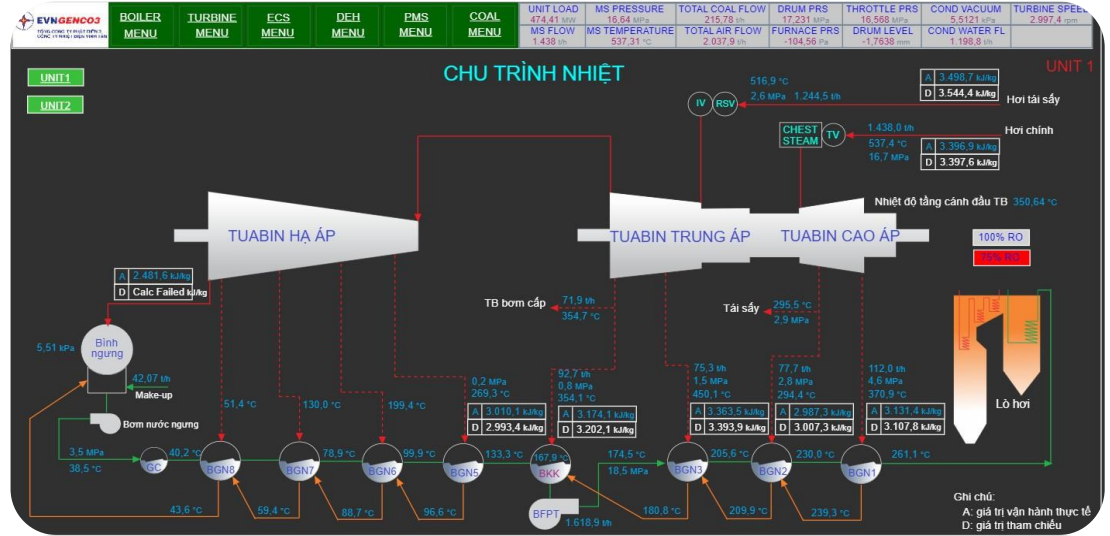 EVNGENCO3
BOILER MENU
TURBINE MENU
ECS MENU
DEH MENU
PMS MENU
COAL MENU
UNIT LOAD
474,41 MW
MS PRESSURE
16,64 MPa
TOTAL COAL FLOW
215,78 t/h
DRUM PRS
17,231 MPa
THROTTLE PRS
16,568 MPa
COND VACUUM
5,5121 kPa
TURBINE SPEED
2.997,4 rpm
MS FLOW
1.438 t/h
MS TEMPERATURE
537,31 °C
TOTAL AIR FLOW
2.037,9 t/h
FURNACE PRS
-104,56 Pa
DRUM LEVEL
-1,7638 mm
COND WATER FL
1.198,8 t/h
UNIT1
UNIT2
CHU TRÌNH NHIỆT
UNIT 1
516,9 °C
2,6 MPa 1.244,5 t/h
A 3.498,7 kJ/kg
D 3.544,4 kJ/kg
Hơi tái sấy
IV
RSV
CHEST STEAM
TV
1.438,0 t/h
537,4 °C
16,7 MPa
Hơi chính
A 3.396,9 kJ/kg
D 3.397,6 kJ/kg
Nhiệt độ tầng cánh đầu TB 350,64 °C
TUABIN HẠ ÁP
TUABIN TRUNG ÁP
TUABIN CAO ÁP
100% RO
75% RO
A 2.481,6 kJ/kg
D Calc Failed kJ/kg
TB bơm cấp
71,9 t/h
354,7 °C
Tái sấy
295,5 °C
2,9 MPa
5,51 kPa
Bình ngưng
42,07 t/h
Make-up
Bơm nước ngưng
51,4 °C
130,0 °C
199,4 °C
0,2 MPa
269,3 °C
A 3.010,1 kJ/kg
D 2.993,4 kJ/kg
92,7 t/h
0,8 MPa
354,1 °C
A 3.174,1 kJ/kg
D 3.202,1 kJ/kg
75,3 t/h
1,5 MPa
450,1 °C
A 3.363,5 kJ/kg
D 3.393,9 kJ/kg
77,7 t/h
2,8 MPa
294,4 °C
A 2.987,3 kJ/kg
D 3.007,3 kJ/kg
112,0 t/h
4,6 MPa
370,9 °C
A 3.131,4 kJ/kg
D 3.107,8 kJ/kg
Lò hơi
3,5 MPa
38,5 °C
GC
40,2 °C
BGN8
BGN7
78,9 °C
BGN6
99,9 °C
BGN5
133,3 °C
167,9 °C
BKK
174,5 °C
18,5 MPa
BGN3
205,6 °C
BGN2
230,0 °C
BGN1
261,1 °C
43,6 °C
59,4 °C
88,7 °C
96,6 °C
BFPT
1.618,9 t/h
180,8 °C
209,9 °C
239,3 °C
Ghi chú:
A: giá trị vận hành thực tế
D: giá trị tham chiếu